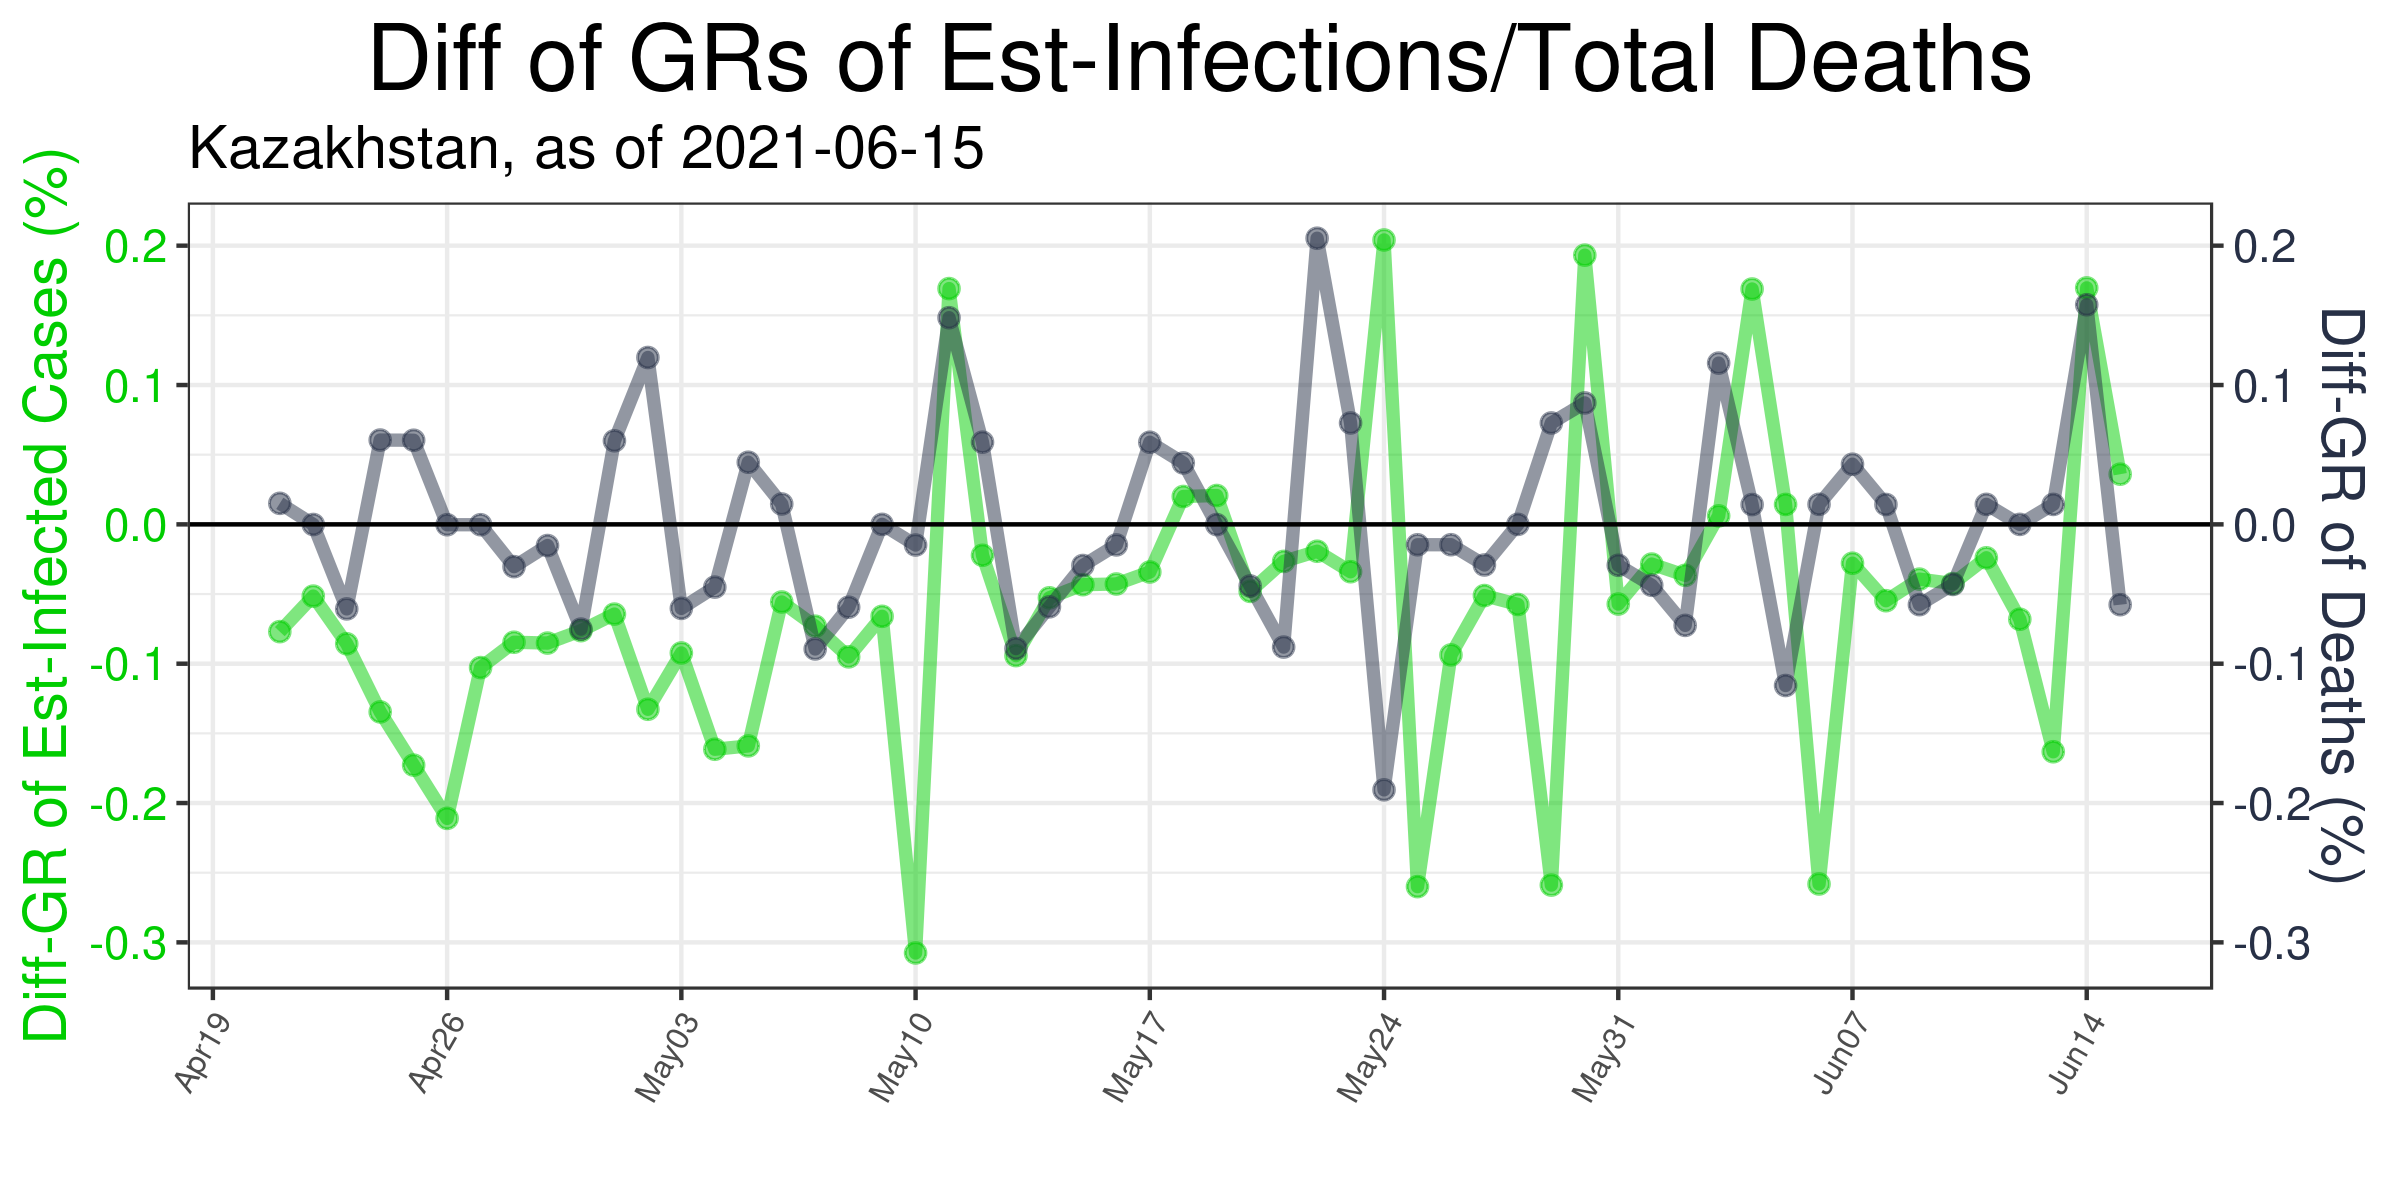 Diff of GRs of Est-Infections/Total Deaths
Kazakhstan, as of 2021-06-15
Diff-GR of Est-Infected Cases (%)
0.2
0.1
0.0
-0.1
-0.2
-0.3
0.2
0.1
0.0
-0.1
-0.2
-0.3
Diff-GR of Deaths (%)
Apr19
Apr26
May03
May10
May17
May24
May31
Jun07
Jun14